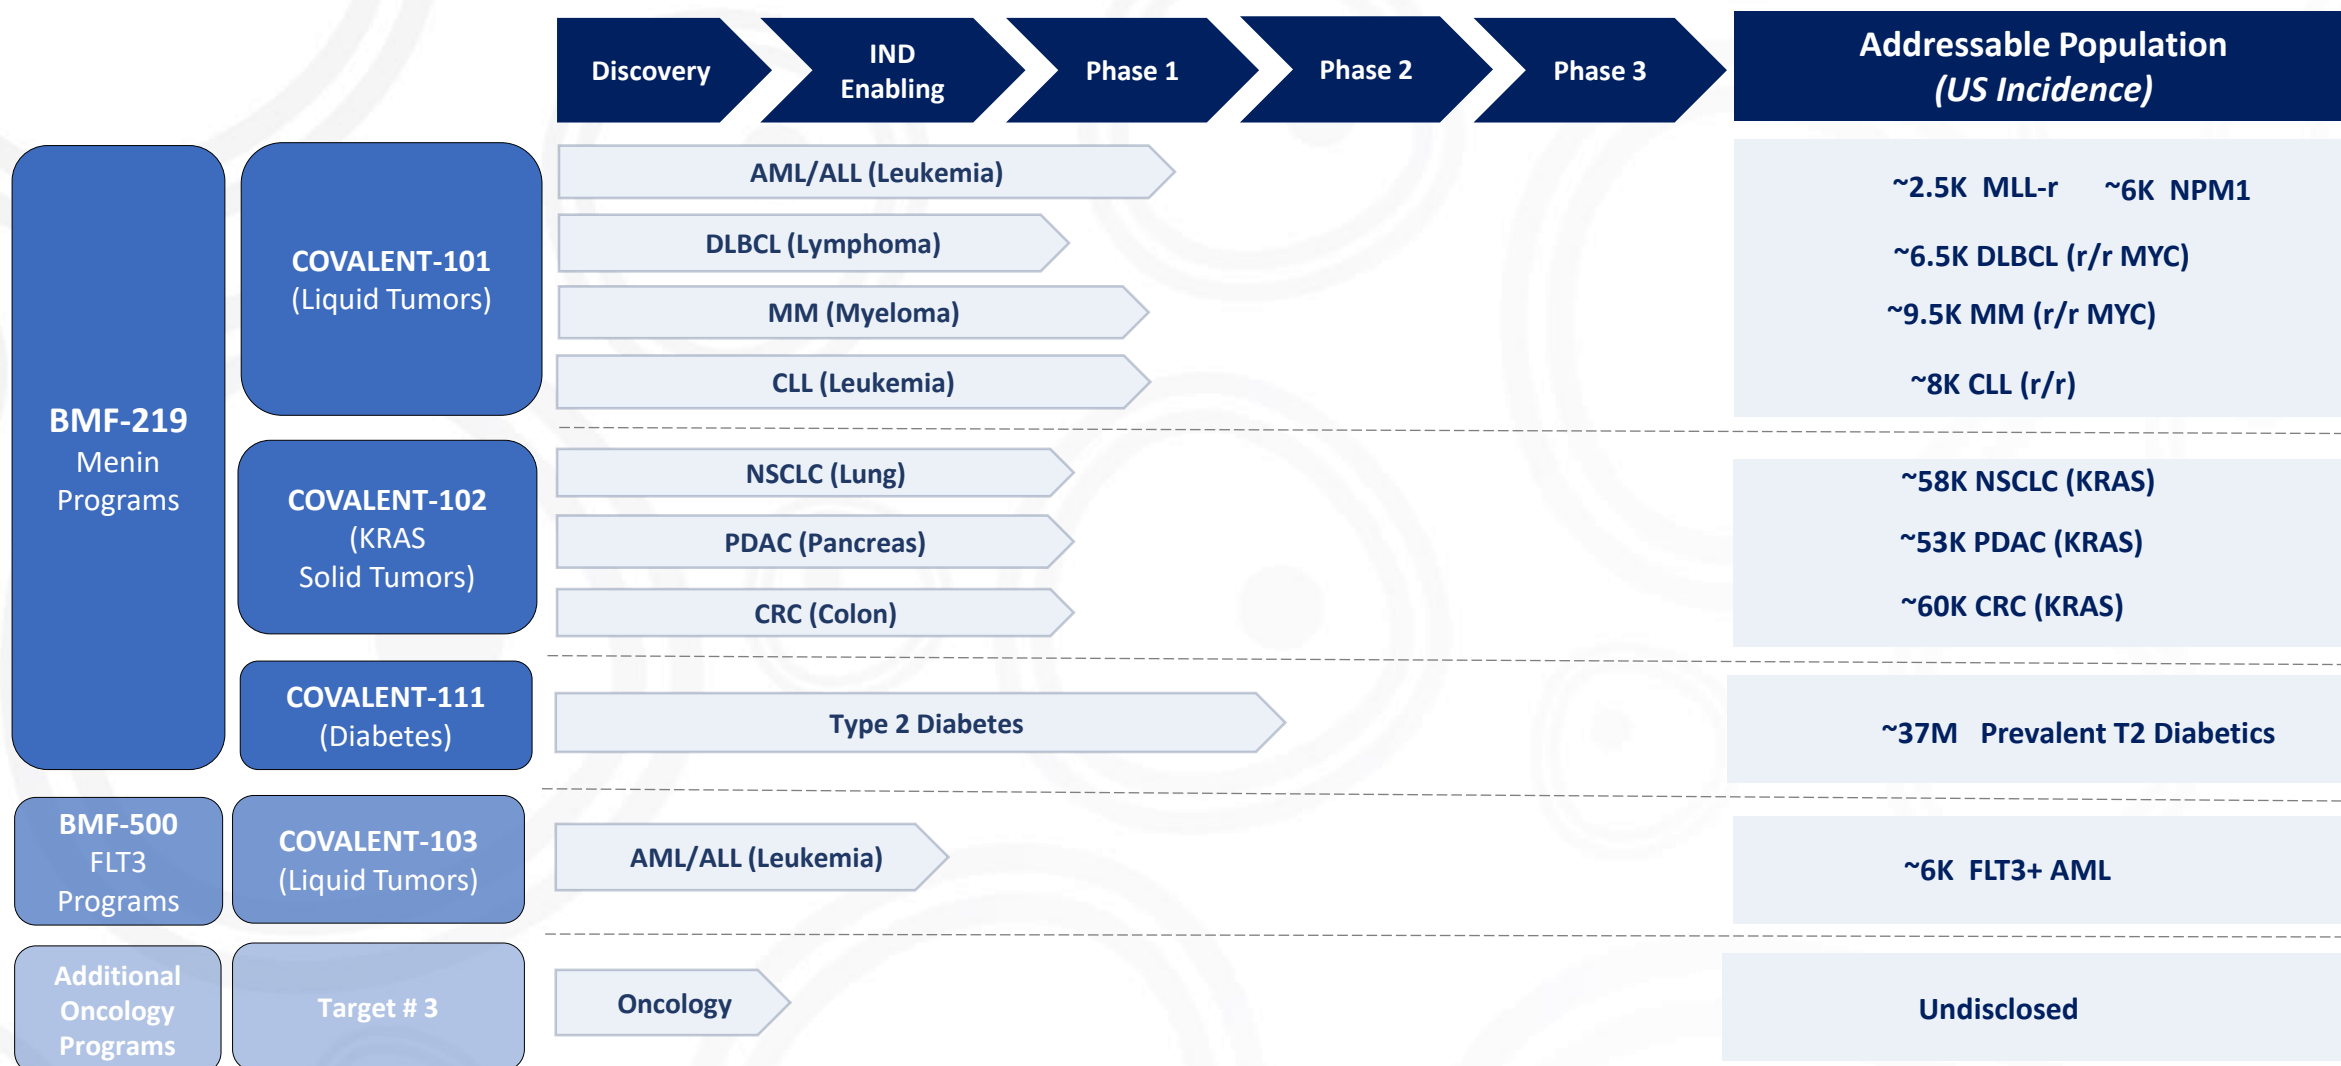 Discovery
IND
Enabling
Phase 1
Phase 2
Phase 3
Addressable Population
(US Incidence)
BMF-219
Menin
Programs
COVALENT-101
(Liquid Tumors)
AML/ALL (Leukemia)
~2.5K MLL-r ~6K NPM1
DLBCL (Lymphoma)
~6.5K DLBCL (r/r MYC)
MM (Myeloma)
~9.5K MM (r/r MYC)
CLL (Leukemia)
~8K CLL (r/r)
COVALENT-102
(KRAS
Solid Tumors)
NSCLC (Lung)
~58K NSCLC (KRAS)
PDAC (Pancreas)
~53K PDAC (KRAS)
CRC (Colon)
~60K CRC (KRAS)
COVALENT-111
(Diabetes)
Type 2 Diabetes
~37M Prevalent T2 Diabetics
BMF-500
FLT3
Programs
COVALENT-103
(Liquid Tumors)
AML/ALL (Leukemia)
~6K FLT3+ AML
Additional
Oncology
Programs
Target # 3
Oncology
Undisclosed